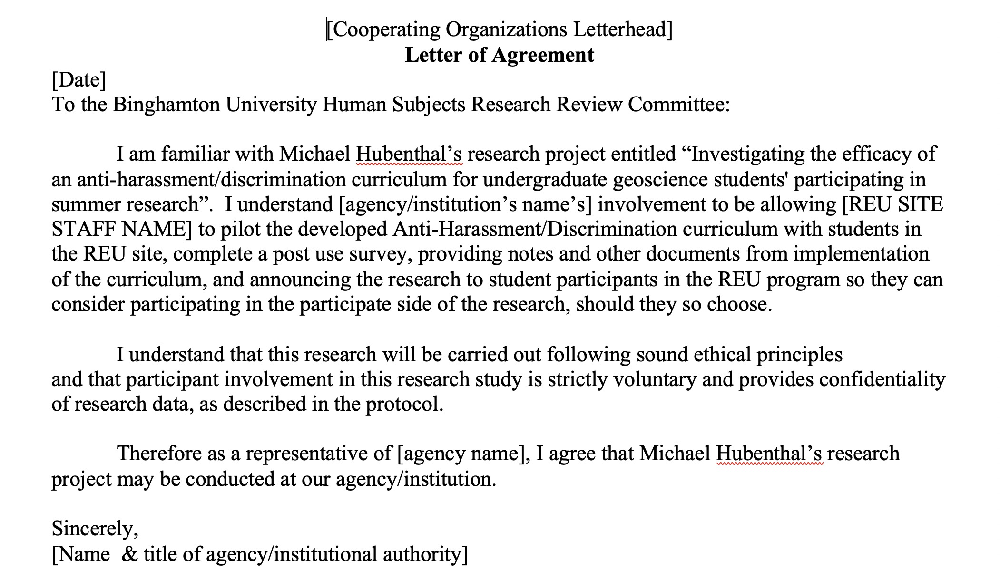 [Cooperating Organizations Letterhead]
Letter of Agreement
[Date]
To the Binghamton University Human Subjects Research Review Committee:
I am familiar with Michael Hubenthal’s research project entitled “Investigating the efficacy of
an anti-harassment/discrimination curriculum for undergraduate geoscience students' participating in
summer research”.  I understand [agency/institution’s name’s] involvement to be allowing [REU SITE
STAFF NAME] to pilot the developed Anti-Harassment/Discrimination curriculum with students in
the REU site, complete a post use survey, providing notes and other documents from implementation
of the curriculum, and announcing the research to student participants in the REU program so they can
consider participating in the participate side of the research, should they so choose.
I understand that this research will be carried out following sound ethical principles
and that participant involvement in this research study is strictly voluntary and provides confidentiality
of research data, as described in the protocol.
Therefore as a representative of [agency name], I agree that Michael Hubenthal’s research
project may be conducted at our agency/institution.
Sincerely,
[Name  & title of agency/institutional authority]